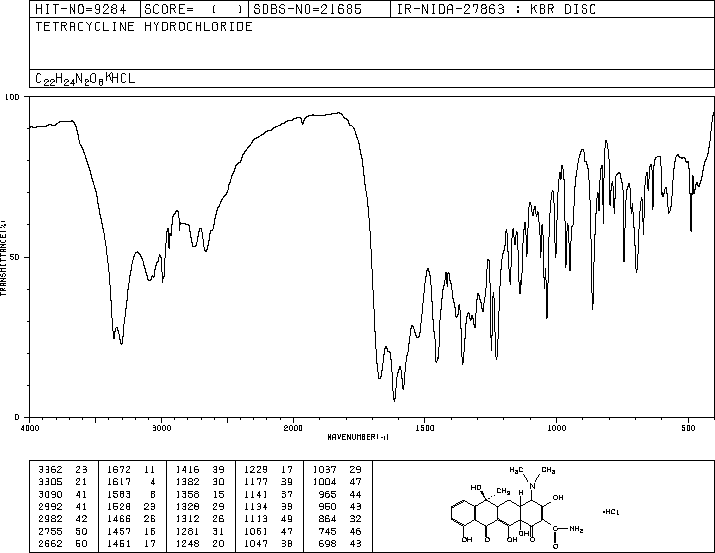 HIT-NO=9284 SCORE= ( ) SDBS-NO=21685 IR-NIDA-27863 : KBR DISC
TETRACYCLINE HYDROCHLORIDE
C22H24N2O8·HCL
100
TRANSMITTANCE(%)
50
0
4000 3000 2000 1500 1000 500
WAVENUMBER(-1)
3362 23 1672 11 1416 39 1229 17 1037 29
3305 21 1617 4 1382 30 1177 39 1004 47
3090 41 1583 8 1358 15 1141 37 965 44
2992 41 1528 23 1328 29 1134 39 950 43
2982 42 1466 26 1312 26 1113 49 864 32
2755 50 1457 16 1281 31 1061 47 745 46
2662 50 1451 17 1248 20 1047 38 698 43
H3C CH3
N
HO CH3 OH
·HCL
OH O OH OH O C NH2
O